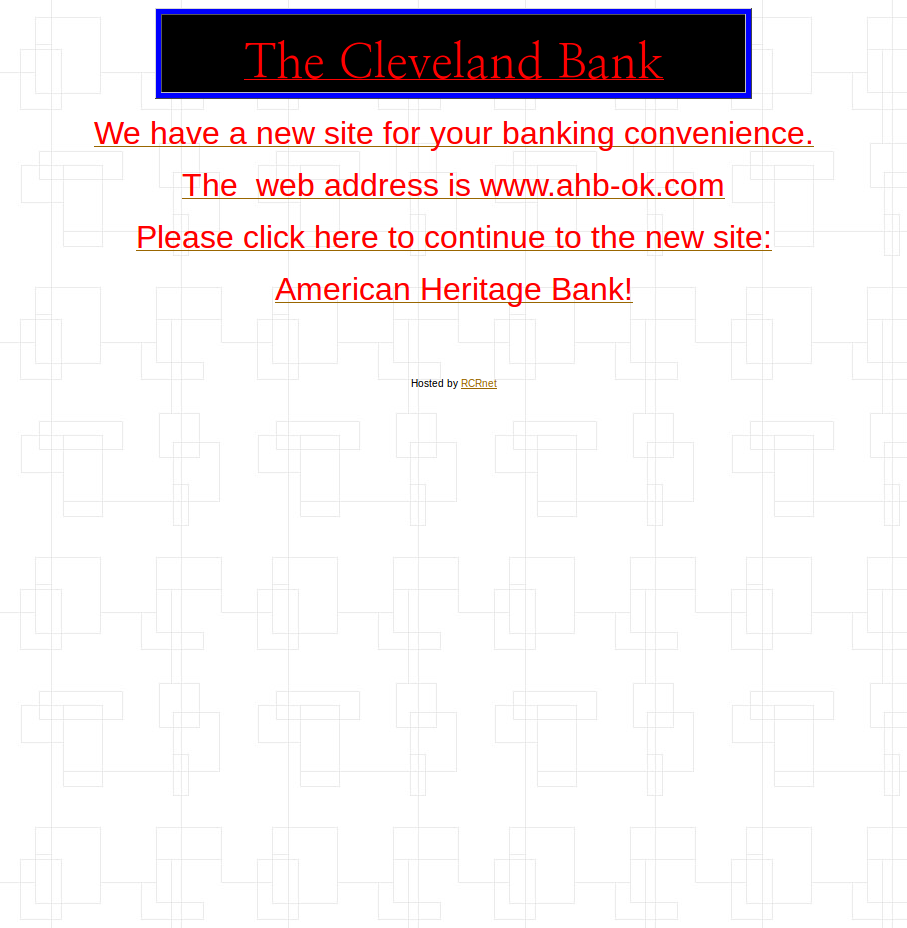 The Cleveland Bank
We have a new site for your banking convenience.
The  web address is www.ahb-ok.com
Please click here to continue to the new site:
American Heritage Bank!
Hosted by RCRnet